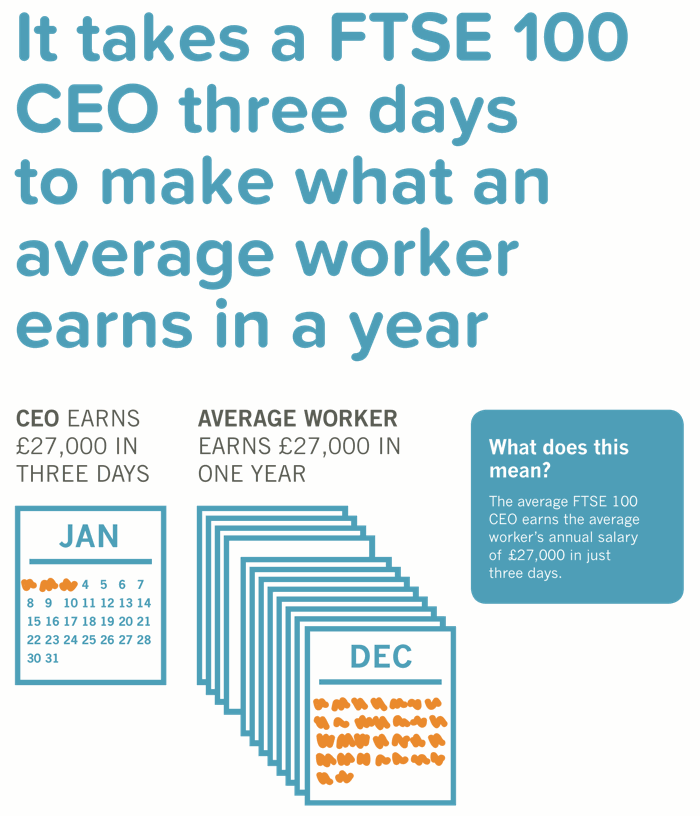 It takes a FTSE 100
CEO three days
to make what an
average worker
earns in a year
CEO EARNS
£27,000 IN
THREE DAYS
AVERAGE WORKER
EARNS £27,000 IN
ONE YEAR
What does this
mean?
The average FTSE 100
CEO earns the average
worker's annual salary
of £27,000 in just
three days.
JAN
4 5 6 7
8 9 10 11 12 13 14
15 16 17 18 19 20 21
22 23 24 25 26 27 28
30 31
DEC